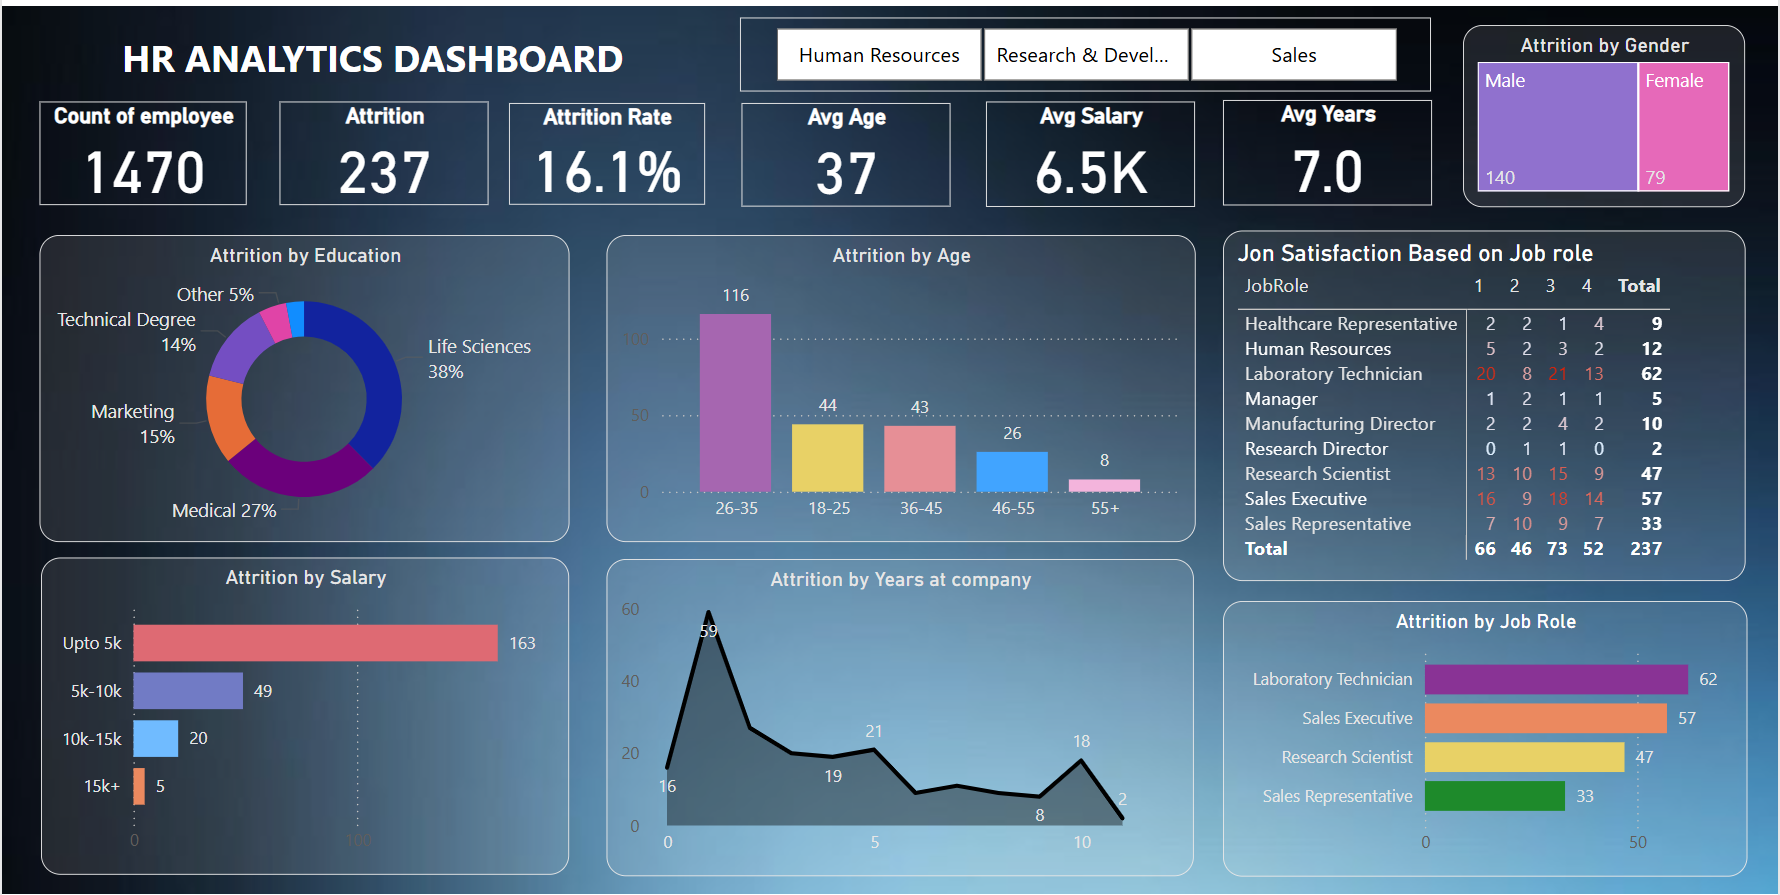 HR ANALYTICS DASHBOARD
Human Resources
Research & Devel...
Sales
Count of employee
1470
Attrition
237
Attrition Rate
16.1%
Avg Age
37
Avg Salary
6.5K
Avg Years
7.0
Attrition by Gender
Male
140
Female
79
Attrition by Education
Other 5%
Technical Degree
14%
Life Sciences
38%
Marketing
15%
Medical 27%
Attrition by Age
100
50
0
116
44
43
26
8
26-35
18-25
36-45
46-55
55+
Jon Satisfaction Based on Job role
JobRole 1 2 3 4 Total
Healthcare Representative 2 2 1 4 9
Human Resources 5 2 3 2 12
Laboratory Technician 20 8 21 13 62
Manager 1 2 1 1 5
Manufacturing Director 2 2 4 2 10
Research Director 0 1 1 0 2
Research Scientist 13 10 15 9 47
Sales Executive 16 9 18 14 57
Sales Representative 7 10 9 7 33
Total 66 46 73 52 237
Attrition by Salary
Upto 5k 163
5k-10k 49
10k-15k 20
15k+ 5
0 100
Attrition by Years at company
60
40
20
0
16
59
19
21
8
18
2
0 5 10
Attrition by Job Role
Laboratory Technician 62
Sales Executive 57
Research Scientist 47
Sales Representative 33
0 50